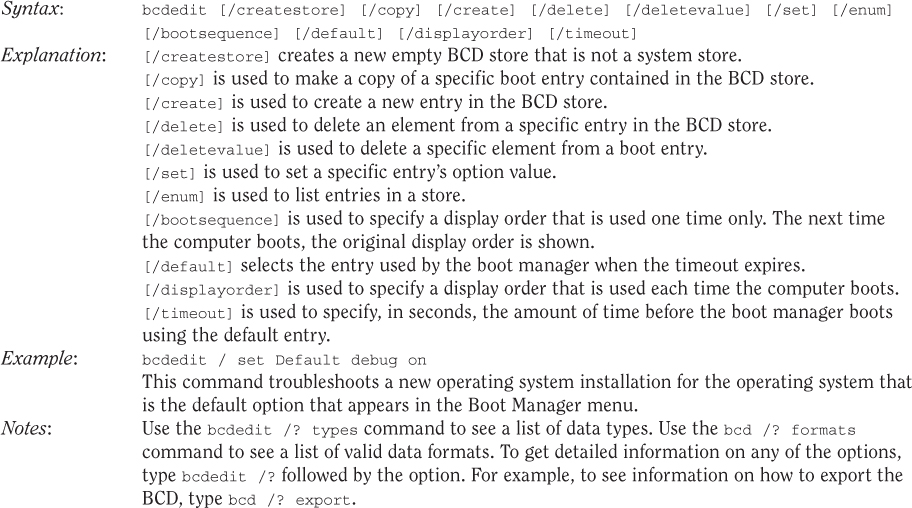 Syntax: bcdedit [/createstore] [/copy] [/create] [/delete] [/deletevalue] [/set] [/enum]
[/bootsequence] [/default] [/displayorder] [/timeout]
Explanation: [/createstore] creates a new empty BCD store that is not a system store.
[/copy] is used to make a copy of a specific boot entry contained in the BCD store.
[/create] is used to create a new entry in the BCD store.
[/delete] is used to delete an element from a specific entry in the BCD store.
[/deletevalue] is used to delete a specific element from a boot entry.
[/set] is used to set a specific entry's option value.
[/enum] is used to list entries in a store.
[/bootsequence] is used to specify a display order that is used one time only. The next time
the computer boots, the original display order is shown.
[/default] selects the entry used by the boot manager when the timeout expires.
[/displayorder] is used to specify a display order that is used each time the computer boots.
[/timeout] is used to specify, in seconds, the amount of time before the boot manager boots
using the default entry.
Example: bcdedit / set Default debug on
This command troubleshoots a new operating system installation for the operating system that
is the default option that appears in the Boot Manager menu.
Notes: Use the bcdedit /? types command to see a list of data types. Use the bcd /? formats
command to see a list of valid data formats. To get detailed information on any of the options,
type bcdedit /? followed by the option. For example, to see information on how to export the
BCD, type bcd /? export.